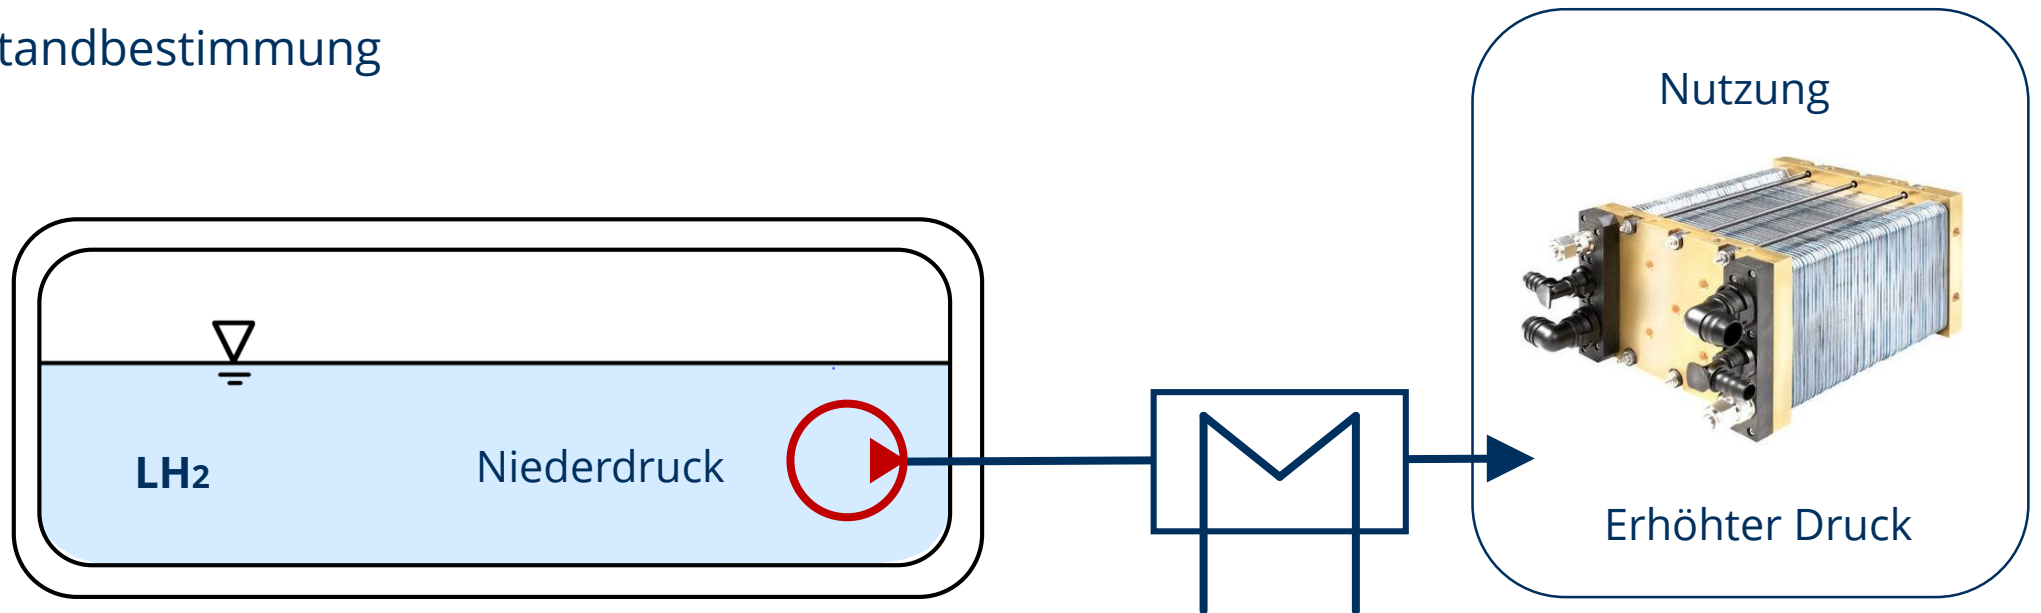 tandbestimmung
Nutzung
LH2
Niederdruck
Erhöhter Druck